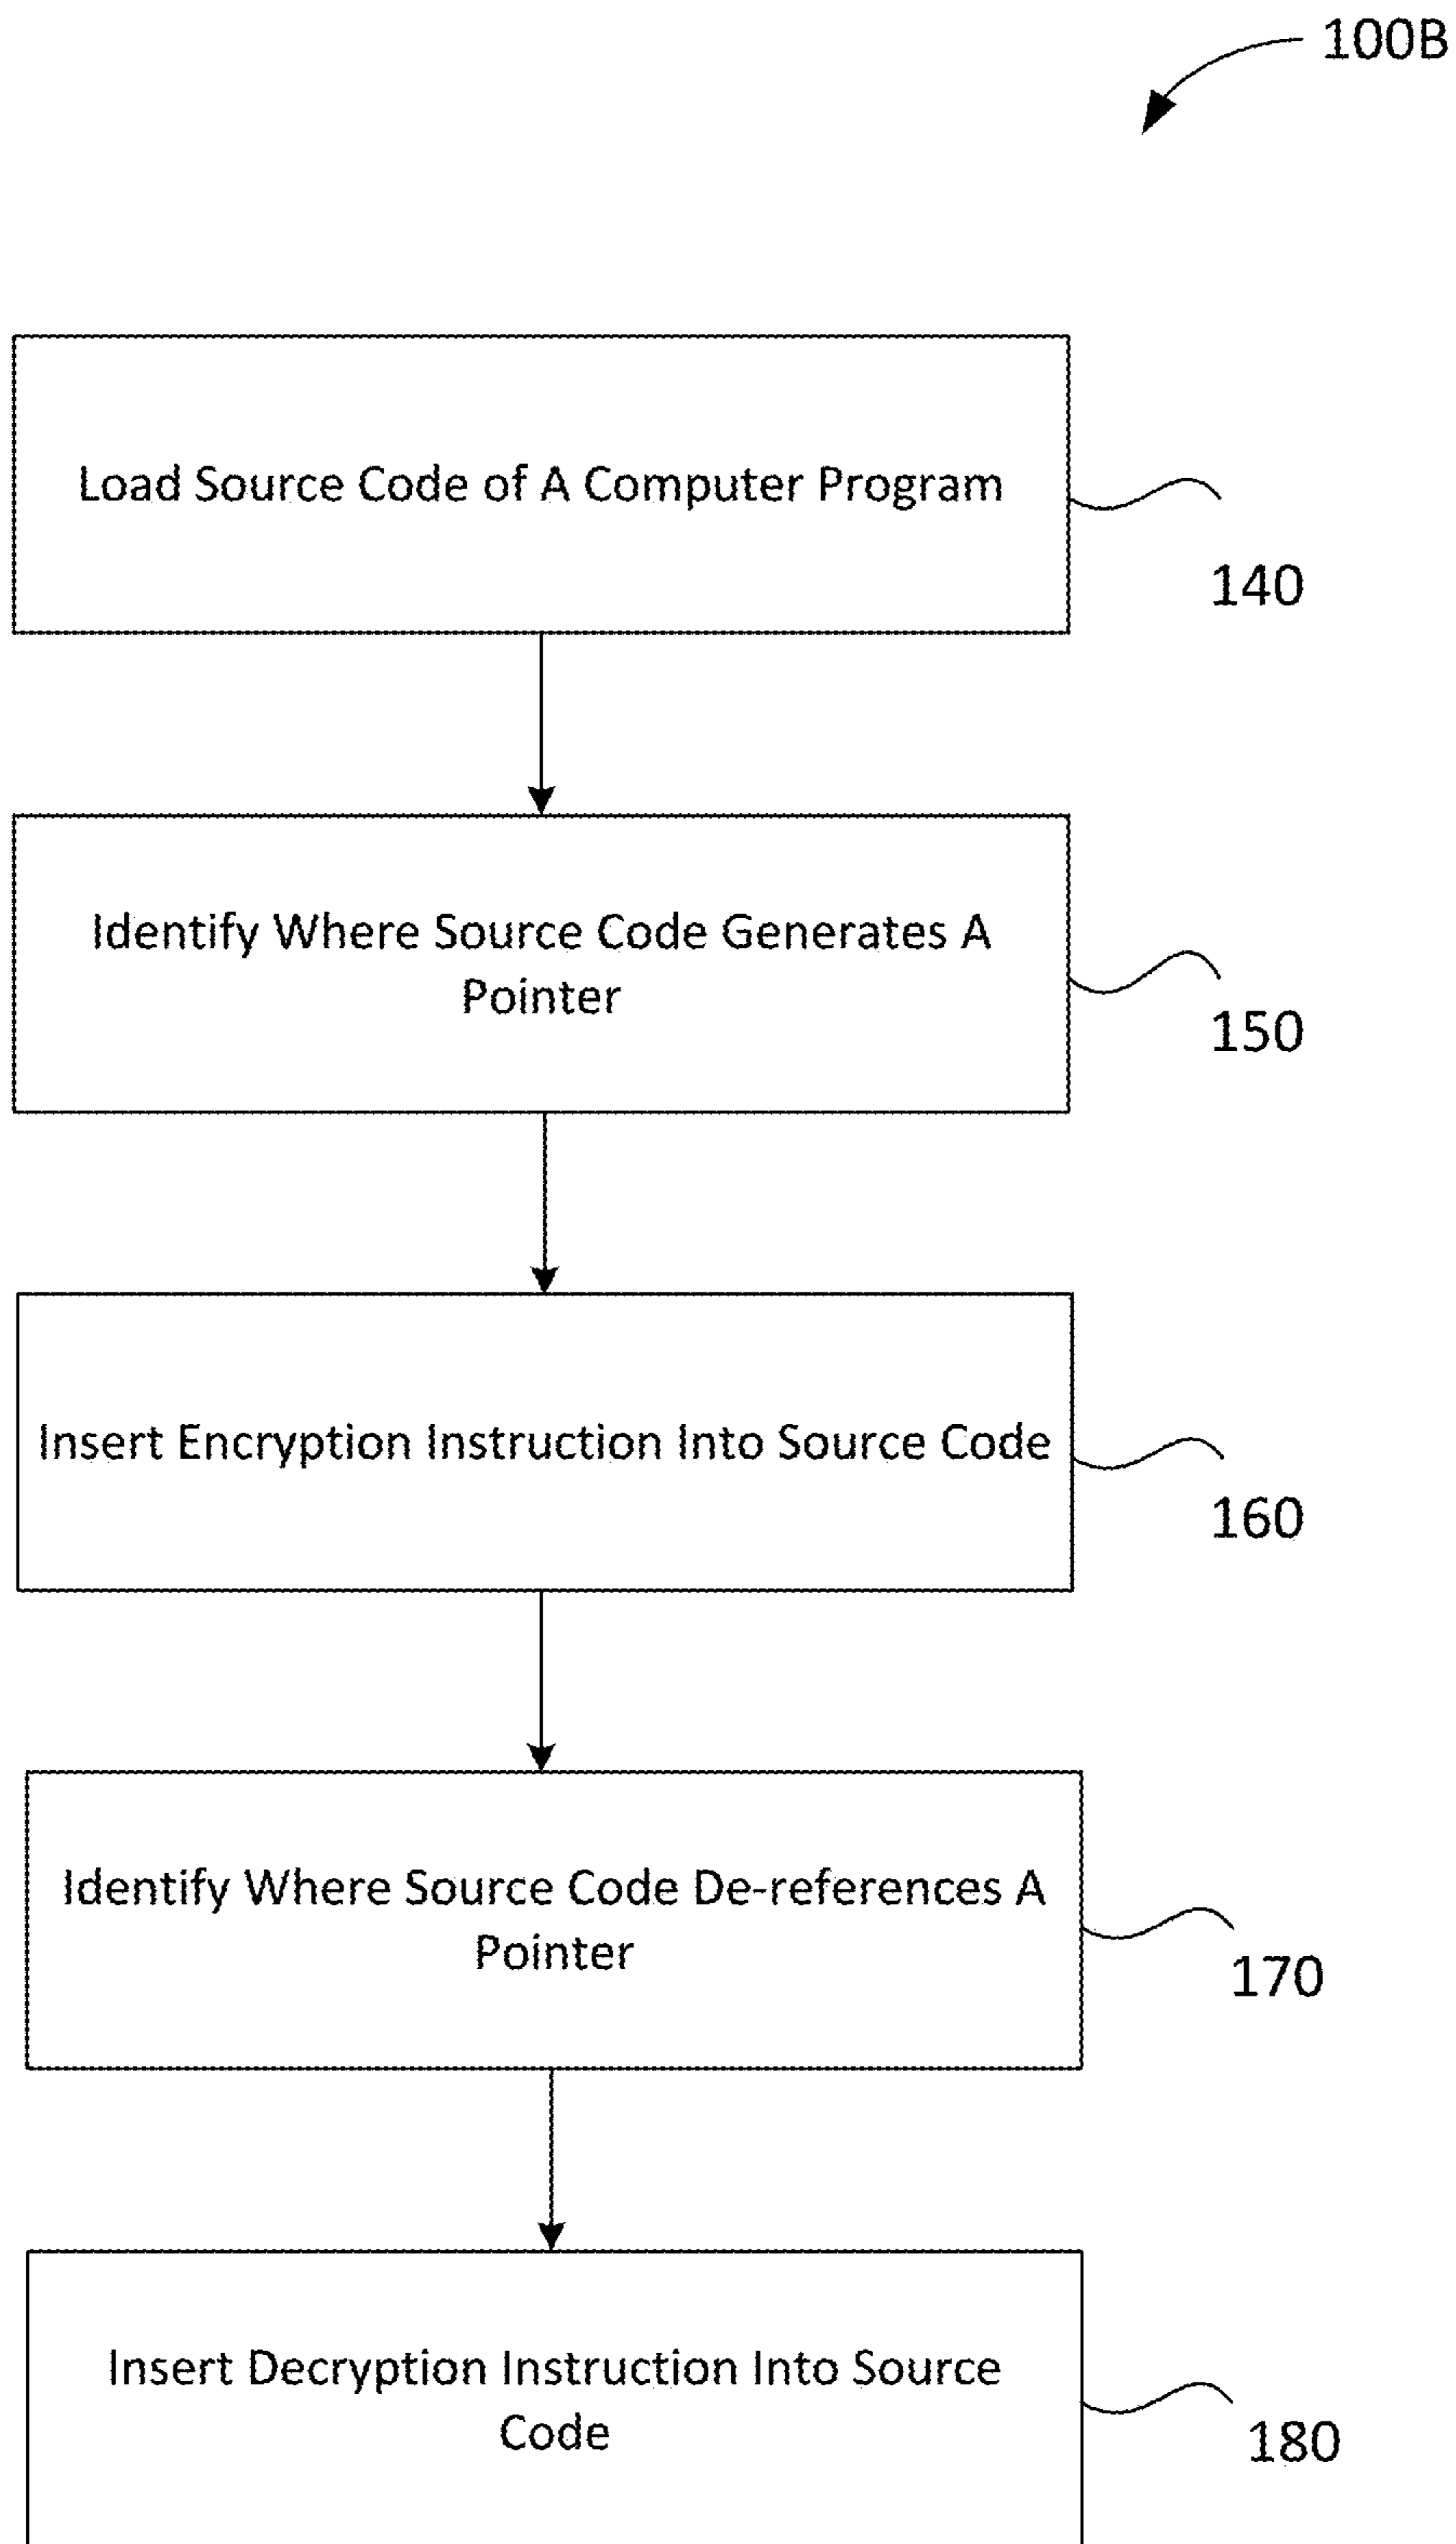 100B
Load Source Code of A Computer Program
140
Identify Where Source Code Generates A
Pointer
150
Insert Encryption Instruction Into Source Code
160
Identify Where Source Code De-references A
Pointer
170
Insert Decryption Instruction Into Source
Code
180